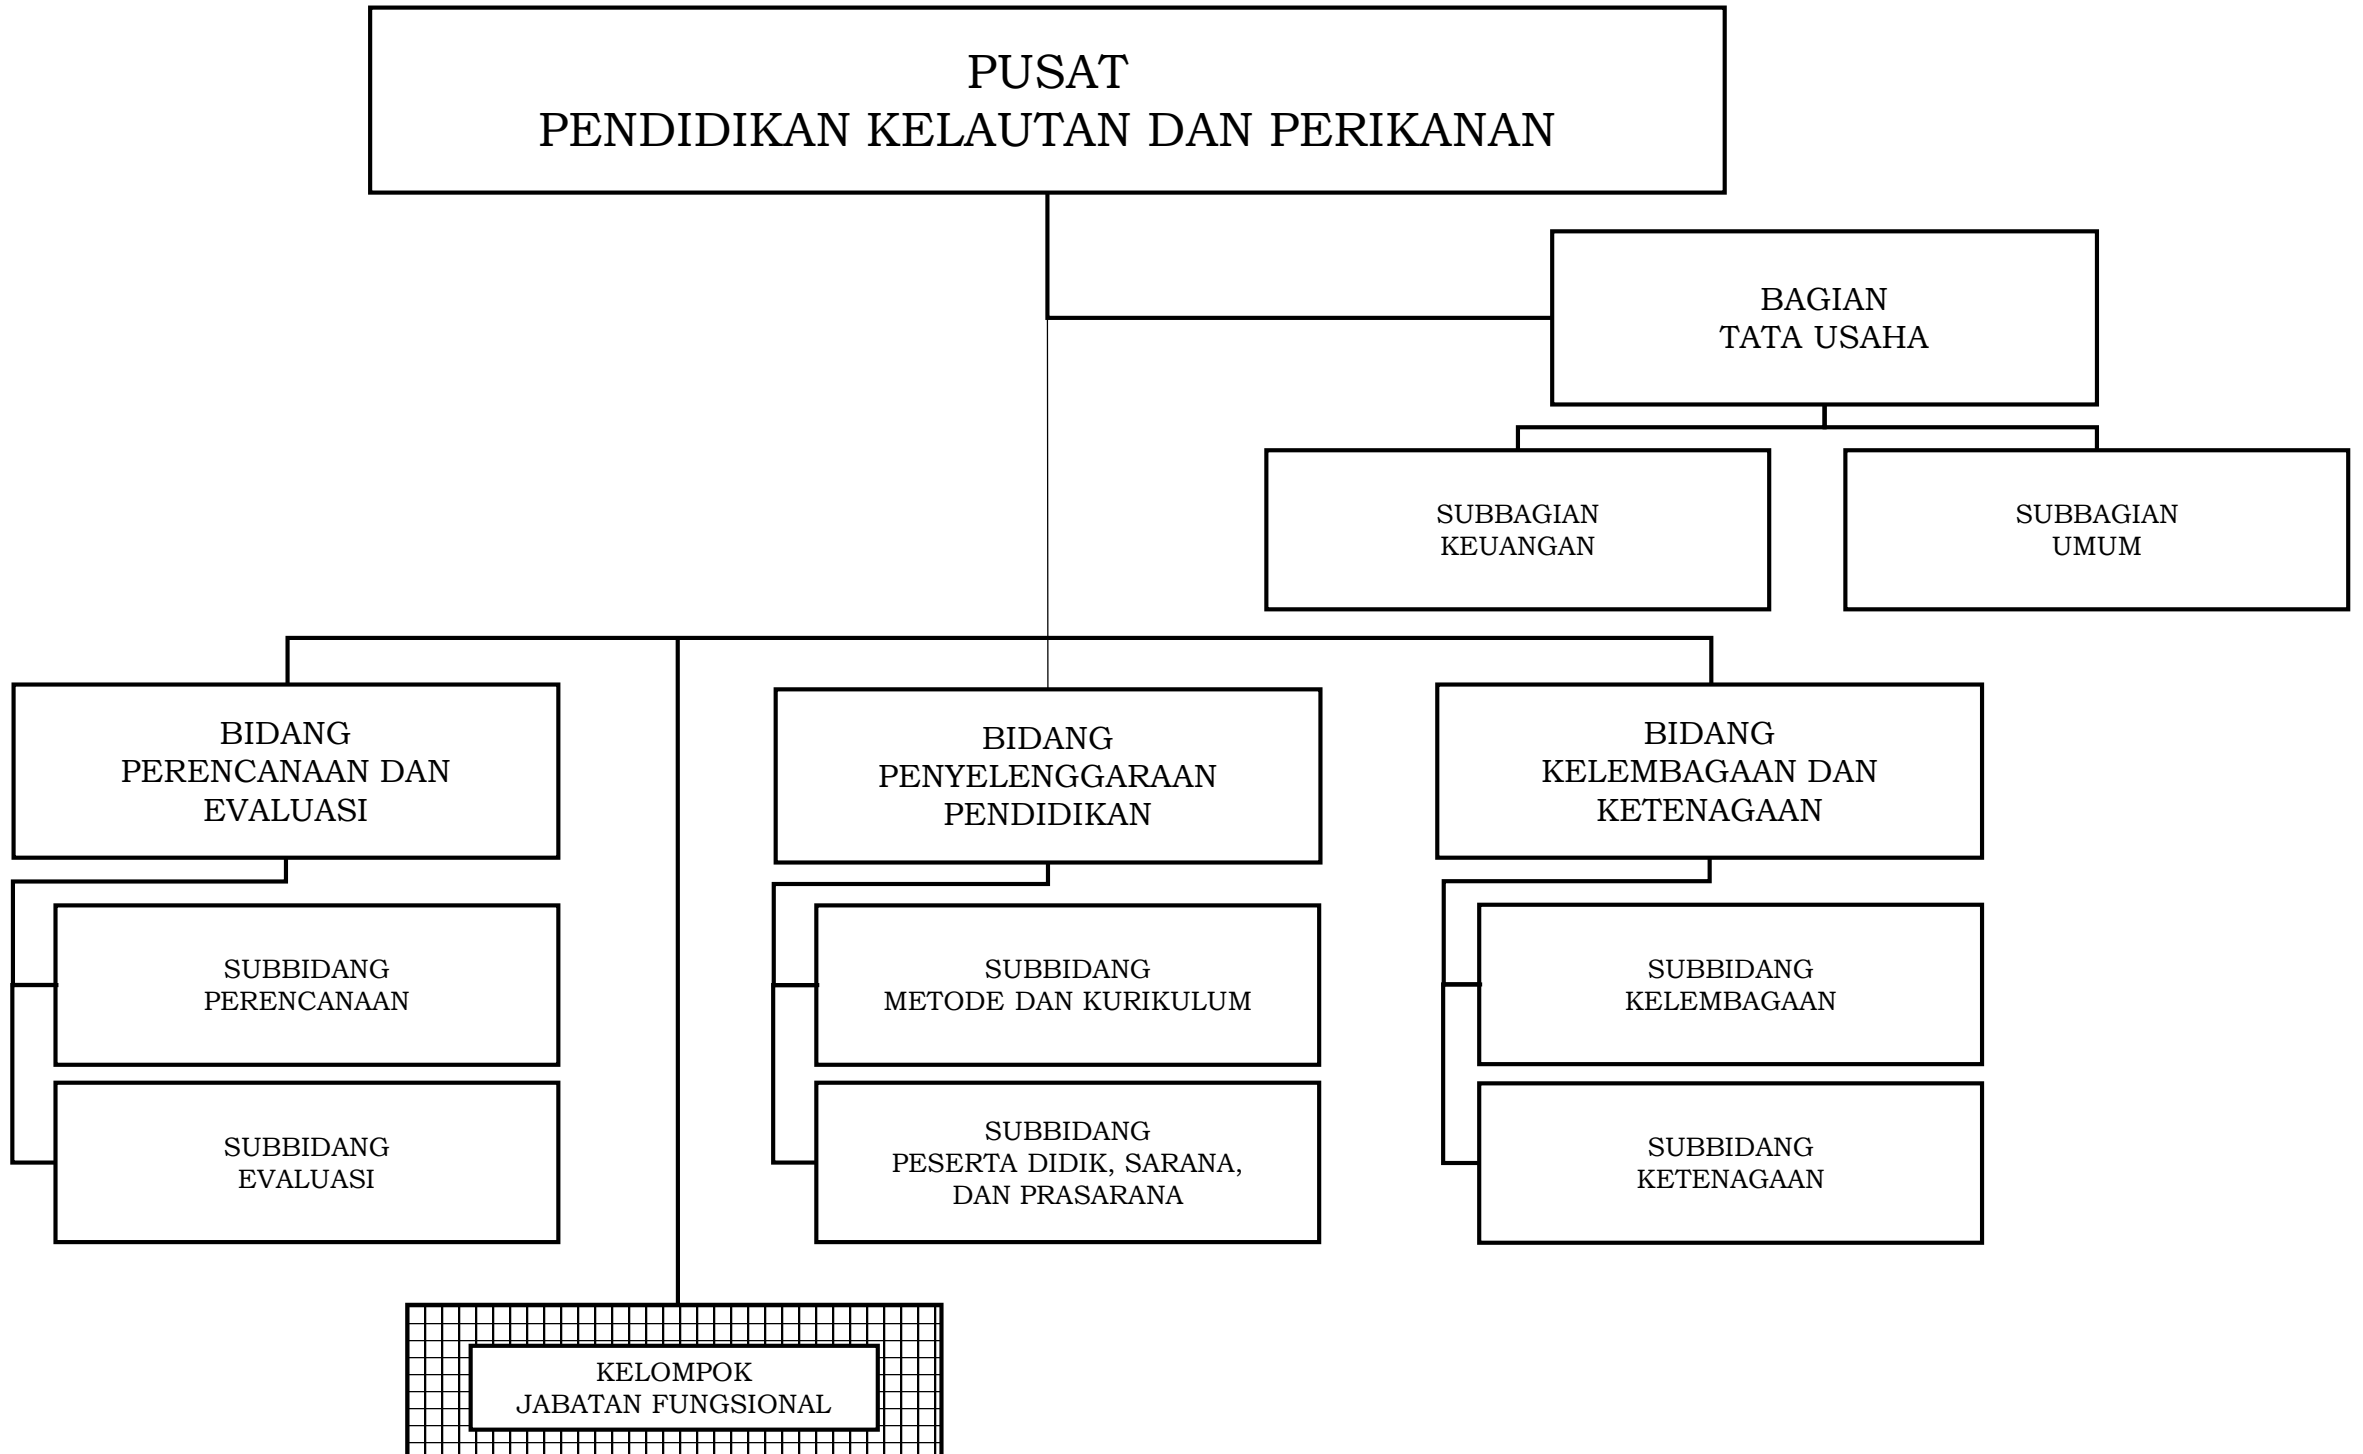 PUSAT
PENDIDIKAN KELAUTAN DAN PERIKANAN
BAGIAN
TATA USAHA
SUBBAGIAN
KEUANGAN
SUBBAGIAN
UMUM
BIDANG
PERENCANAAN DAN
EVALUASI
BIDANG
PENYELENGGARAAN
PENDIDIKAN
BIDANG
KELEMBAGAAN DAN
KETENAGAAN
SUBBIDANG
PERENCANAAN
SUBBIDANG
METODE DAN KURIKULUM
SUBBIDANG
KELEMBAGAAN
SUBBIDANG
EVALUASI
SUBBIDANG
PESERTA DIDIK, SARANA,
DAN PRASARANA
SUBBIDANG
KETENAGAAN
KELOMPOK
JABATAN FUNGSIONAL